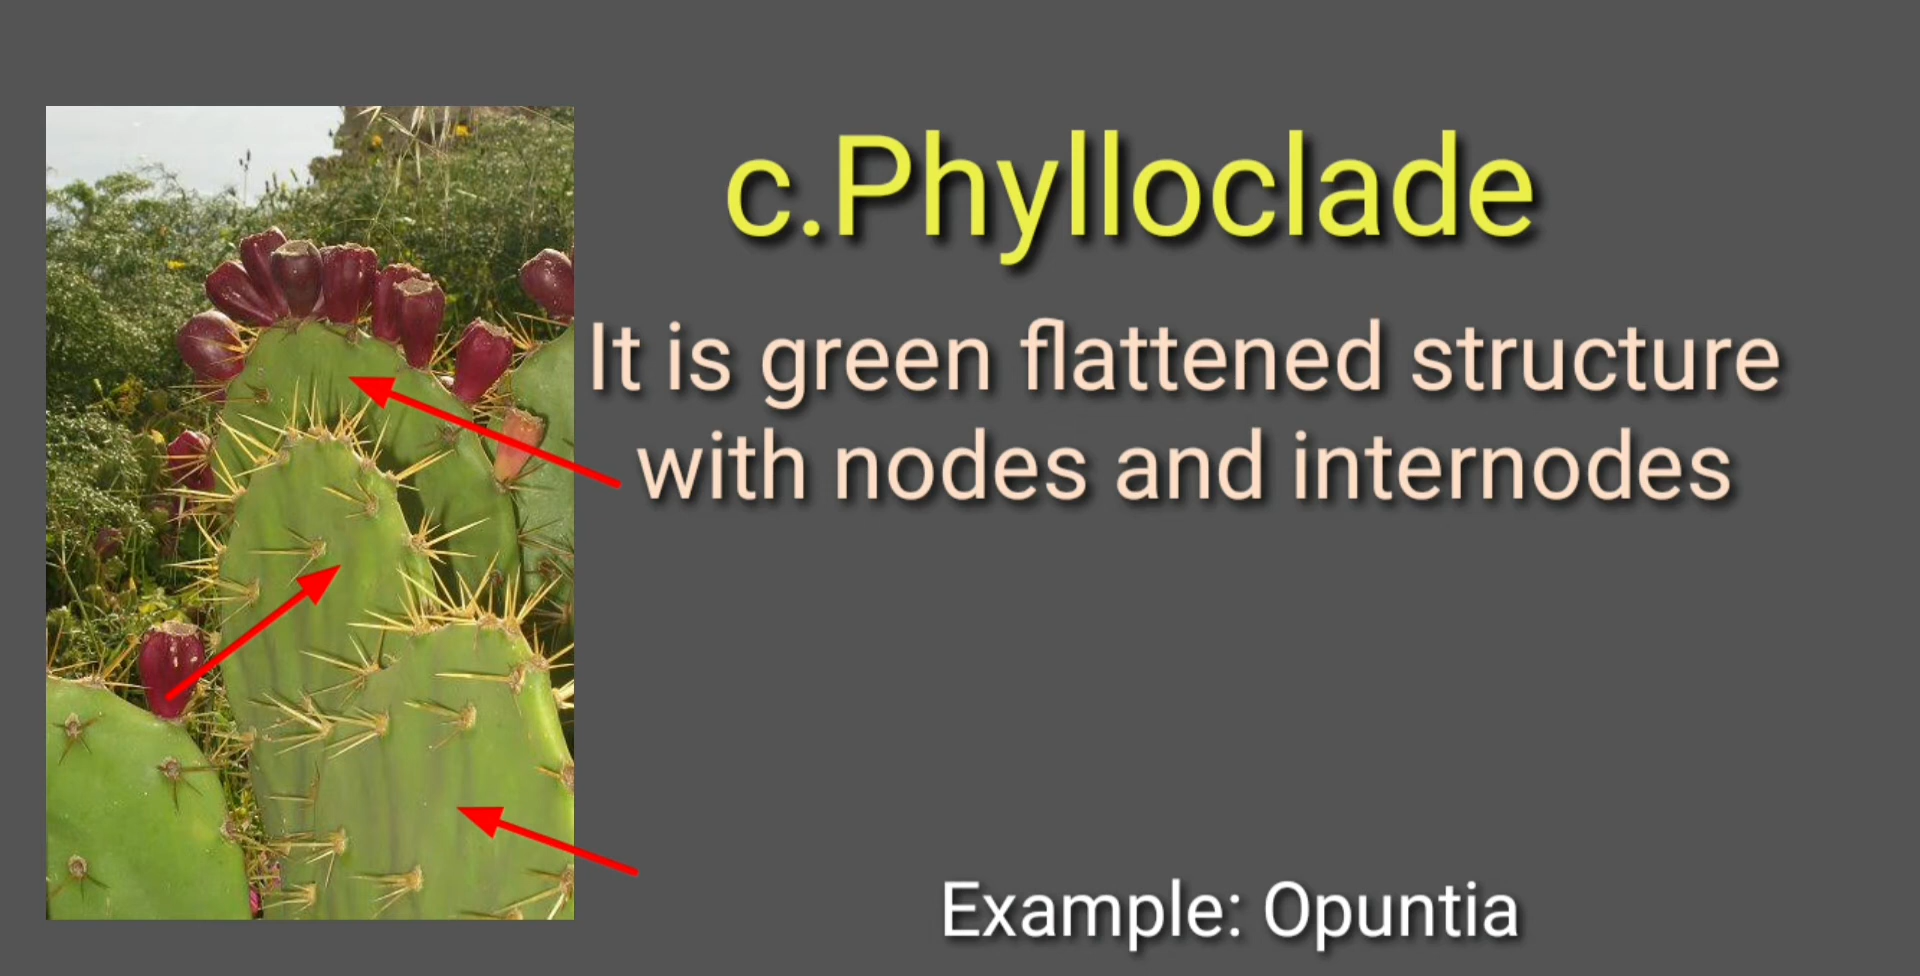 c.Phylloclade
It is green flattened structure
with nodes and internodes
Example: Opuntia